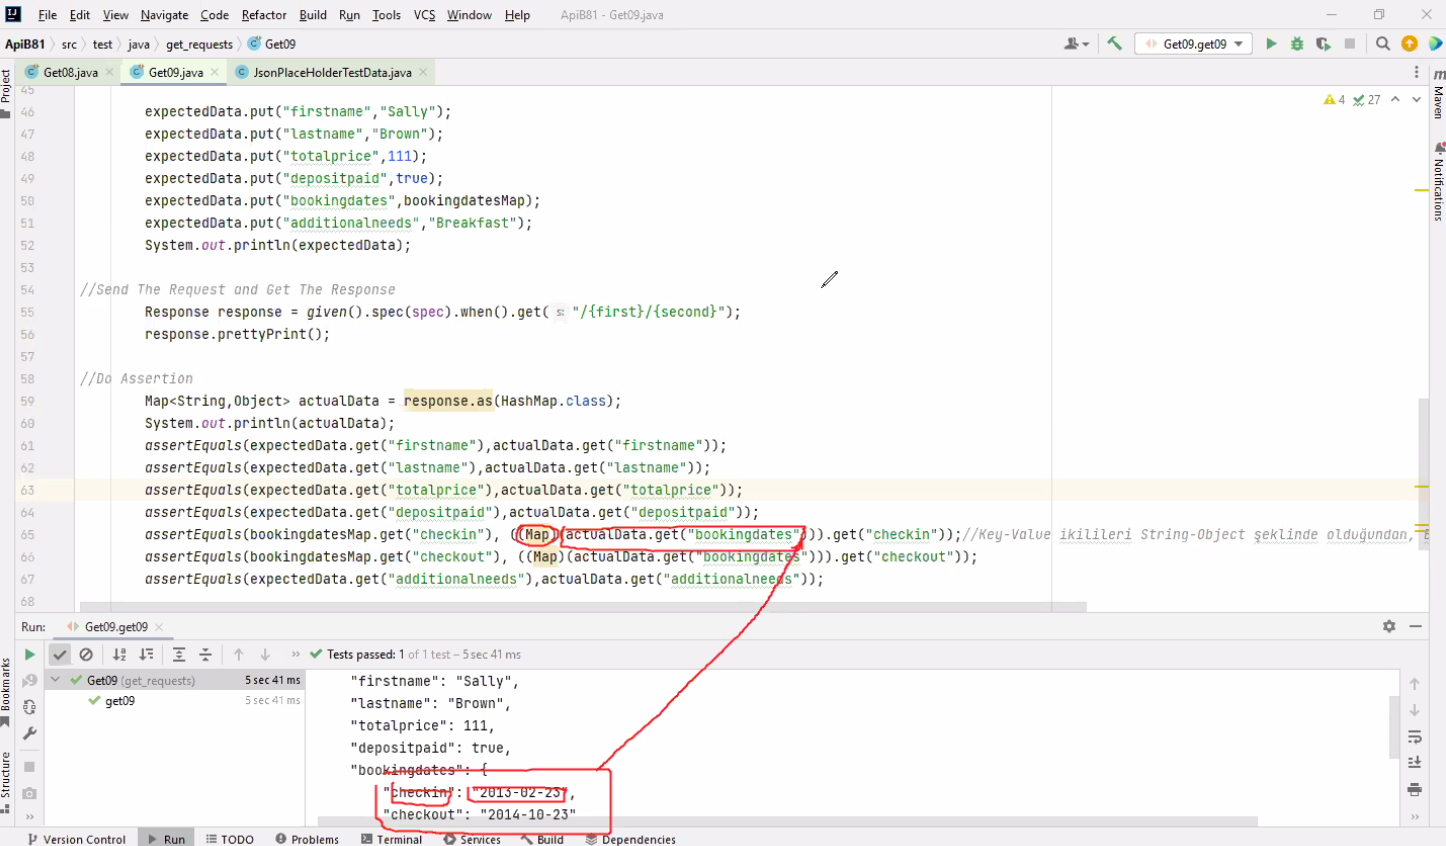 File Edit View Navigate Code Refactor Build Run Tools VCS Window Help ApiB81 - Get09.java
ApiB81 src test java get_requests Get09 Get09.get09
Get08.java Get09.java JsonPlaceHolderTestData.java
Project
Maven
Notifications
4 27
45
46 expectedData.put("firstname","Sally");
47 expectedData.put("lastname","Brown");
48 expectedData.put("totalprice",111);
49 expectedData.put("depositpaid",true);
50 expectedData.put("bookingdates",bookingdatesMap);
51 expectedData.put("additionalneeds","Breakfast");
52 System.out.println(expectedData);
53
54 //Send The Request and Get The Response
55 Response response = given().spec(spec).when().get( s: "/{first}/{second}");
56 response.prettyPrint();
57
58 //Do Assertion
59 Map<String,Object> actualData = response.as(HashMap.class);
60 System.out.println(actualData);
61 assertEquals(expectedData.get("firstname"),actualData.get("firstname"));
62 assertEquals(expectedData.get("lastname"),actualData.get("lastname"));
63 assertEquals(expectedData.get("totalprice"),actualData.get("totalprice"));
64 assertEquals(expectedData.get("depositpaid"),actualData.get("depositpaid"));
65 assertEquals(bookingdatesMap.get("checkin"), ((Map)(actualData.get("bookingdates"))).get("checkin"));//Key-Value ikilileri String-Object şeklinde olduğundan,
66 assertEquals(bookingdatesMap.get("checkout"), ((Map)(actualData.get("bookingdates"))).get("checkout"));
67 assertEquals(expectedData.get("additionalneeds"),actualData.get("additionalneeds"));
68
Run: Get09.get09
Tests passed: 1 of 1 test – 5 sec 41 ms
Get09 (get_requests) 5 sec 41 ms
get09 5 sec 41 ms
"firstname": "Sally",
"lastname": "Brown",
"totalprice": 111,
"depositpaid": true,
"bookingdates": {
"checkin": "2013-02-23",
"checkout": "2014-10-23"
Bookmarks
Structure
Version Control Run TODO Problems Terminal Services Build Dependencies